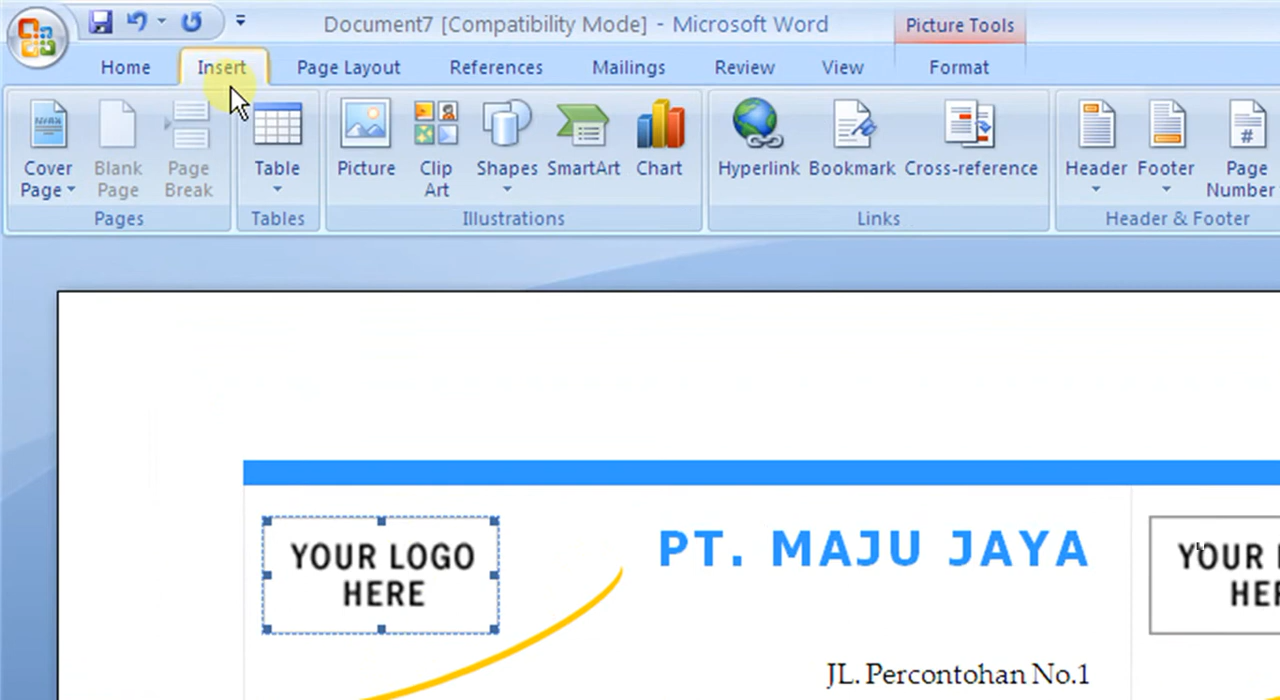 Document7 [Compatibility Mode] - Microsoft Word
Picture Tools
Home Insert Page Layout References Mailings Review View Format
Cover Page
Blank Page
Page Break
Table
Picture
Clip Art
Shapes
SmartArt
Chart
Hyperlink
Bookmark
Cross-reference
Header
Footer
Page Number
#
Pages Tables Illustrations Links Header & Footer
YOUR LOGO
HERE
PT. MAJU JAYA
JL. Percontohan No.1